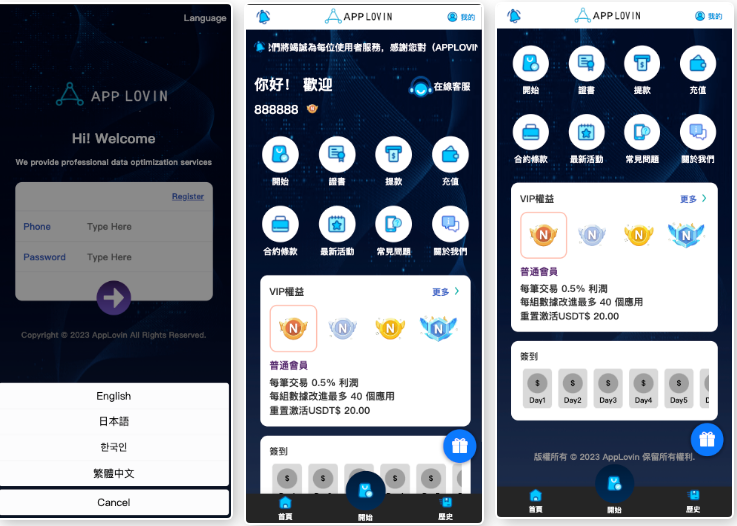 Language
APP LOVIN
Hi! Welcome
We provide professional data optimization services
Register
Phone
Type Here
Password
Type Here
Copyright © 2023 AppLovin All Rights Reserved.
English
日本語
한국인
繁體中文
Cancel
APP LOVIN
我的
們將竭誠為每位使用者服務，感謝您對（APPLOVIN
你好！ 歡迎
在線客服
888888
開始
證書
提款
充值
合約條款
最新活動
常見問題
關於我們
VIP權益
更多
N
N
N
N
普通會員
每筆交易 0.5% 利潤
每組數據改進最多 40 個應用
重置激活USDT$ 20.00
簽到
首頁
開始
歷史
APP LOVIN
我的
開始
證書
提款
充值
合約條款
最新活動
常見問題
關於我們
VIP權益
更多
N
N
N
N
普通會員
每筆交易 0.5% 利潤
每組數據改進最多 40 個應用
重置激活USDT$ 20.00
簽到
Day1
Day2
Day3
Day4
Day5
版權所有 © 2023 AppLovin 保留所有權利.
首頁
開始
歷史